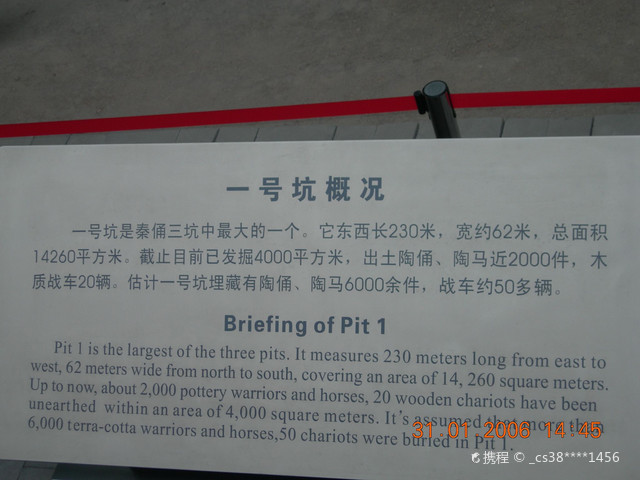 一号坑概况
一号坑是秦俑三坑中最大的一个。它东西长230米，宽约62米，总面积
14260平方米。截止目前已发掘4000平方米，出土陶俑、陶马近2000件，木
质战车20辆。估计一号坑埋藏有陶俑、陶马6000余件，战车约50多辆。
Briefing of Pit 1
Pit 1 is the largest of the three pits. It measures 230 meters long from east to
west, 62 meters wide from north to south, covering an area of 14, 260 square meters.
Up to now, about 2,000 pottery warriors and horses, 20 wooden chariots have been
unearthed within an area of 4,000 square meters. It's assumed that more than
6,000 terra-cotta warriors and horses,50 chariots were buried in Pit 1.
31.01.2006 14:45
携程 © _cs38****1456